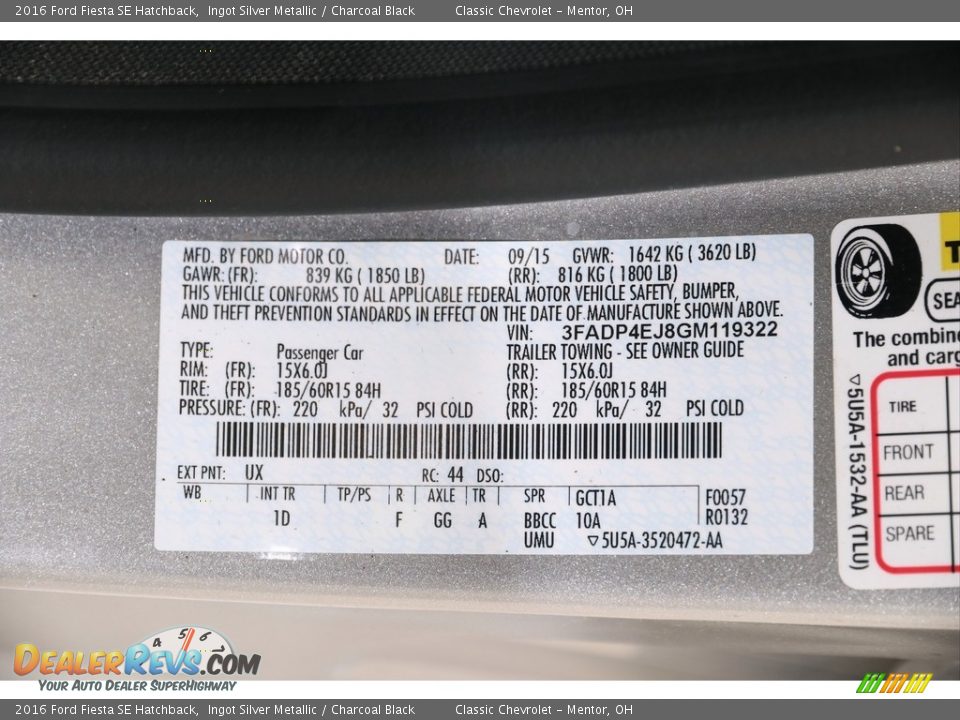 2016 Ford Fiesta SE Hatchback, Ingot Silver Metallic / Charcoal Black Classic Chevrolet - Mentor, OH
MFD. BY FORD MOTOR CO. DATE: 09/15 GVWR: 1642 KG ( 3620 LB)
GAWR:(FR): 839 KG ( 1850 LB) (RR): 816 KG ( 1800 LB)
THIS VEHICLE CONFORMS TO ALL APPLICABLE FEDERAL MOTOR VEHICLE SAFETY, BUMPER,
AND THEFT PREVENTION STANDARDS IN EFFECT ON THE DATE OF MANUFACTURE SHOWN ABOVE.
VIN: 3FADP4EJ8GM119322
TYPE: Passenger Car TRAILER TOWING - SEE OWNER GUIDE
RIM: (FR): 15X6.0J (RR): 15X6.0J
TIRE: (FR): 185/60R15 84H (RR): 185/60R15 84H
PRESSURE: (FR): 220 kPa/ 32 PSI COLD (RR): 220 kPa/ 32 PSI COLD
EXT PNT: UX RC: 44 DSO:
WB INT TR TP/PS R AXLE TR SPR GCT1A F0057
1D F GG A BBCC 10A R0132
UMU ▽5U5A-3520472-AA
T
SEA
The combine
and carg
TIRE
FRONT
REAR
SPARE
▽5U5A-1532-AA (TLU)
4 5 6 7
DealerRevs.com
Your Auto Dealer SuperHighway
2016 Ford Fiesta SE Hatchback, Ingot Silver Metallic / Charcoal Black Classic Chevrolet - Mentor, OH